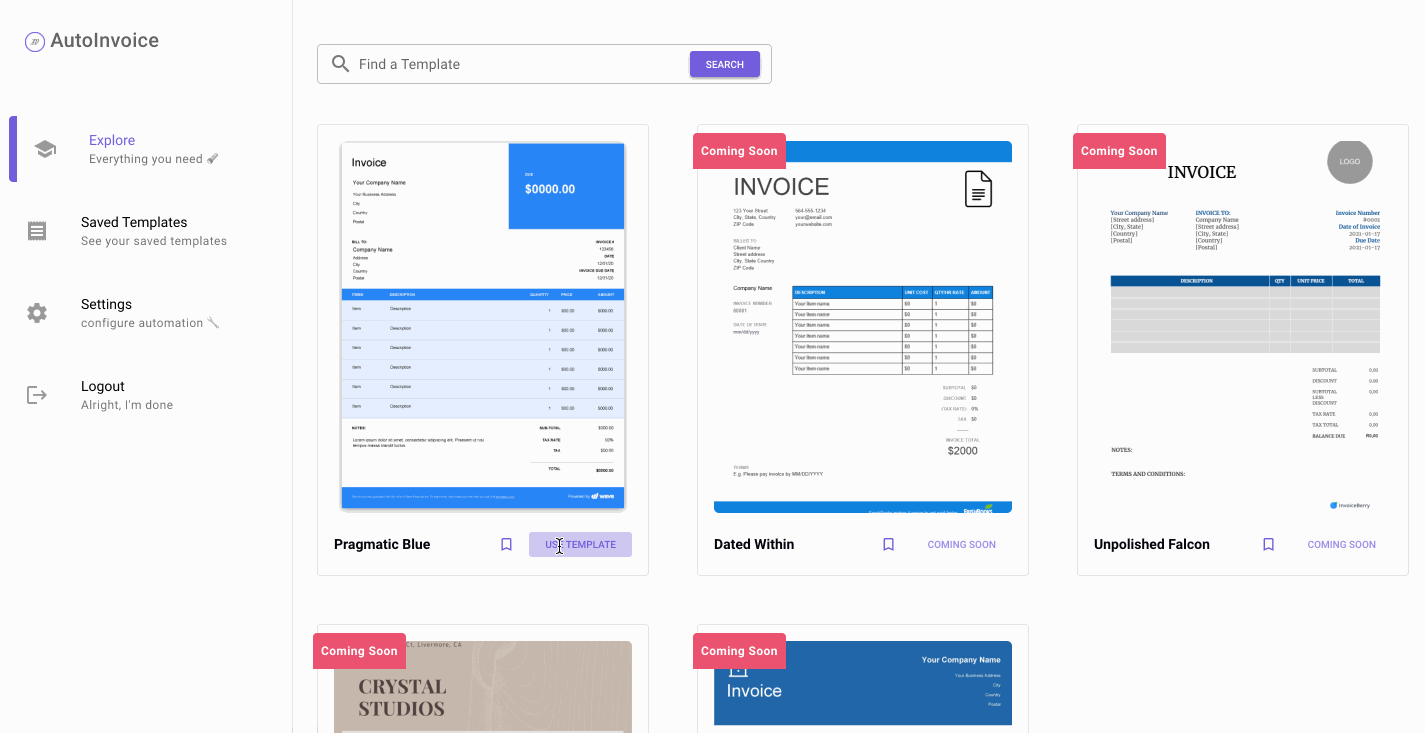 AutoInvoice
Find a Template
SEARCH
Explore
Everything you need 🚀
Saved Templates
See your saved templates
Settings
configure automation 🔧
Logout
Alright, I'm done
Invoice
Your Company Name
Your Business Address
City
Country
Postal
DUE
$0000.00
BILL TO:
Company Name
Address
City
Country
Postal
INVOICE #
123456
DATE
12/31/20
INVOICE DUE DATE
12/31/20
ITEMS DESCRIPTION QUANTITY PRICE AMOUNT
Item Description 1 $00.00 $000.00
Item Description 1 $00.00 $000.00
Item Description 1 $00.00 $000.00
Item Description 1 $00.00 $000.00
Item Description 1 $00.00 $000.00
Item Description 1 $00.00 $000.00
NOTES:
Lorem ipsum dolor sit amet, consectetur adipiscing elit. Praesent ut nisi
tempus massa blandit luctus.
SUB-TOTAL $000.00
TAX RATE
TAX $00.00
TOTAL $0000.00
Powered by wave
Pragmatic Blue
USE TEMPLATE
Coming Soon
INVOICE
123 Your Street
City, State, Country
ZIP Code
564-555-1234
your@email.com
yourwebsite.com
BILLED TO
Client Name
Street address
City, State Country
ZIP Code
Company Name
INVOICE NUMBER
00001
DATE OF ISSUE
mm/dd/yyyy
DESCRIPTION UNIT COST QTY/HR RATE AMOUNT
Your item name $0 1 $0
Your item name $0 1 $0
Your item name $0 1 $0
Your item name $0 1 $0
Your item name $0 1 $0
Your item name $0 1 $0
Your item name $0 1 $0
SUBTOTAL $0
DISCOUNT $0
(TAX RATE) 0%
TAX $0
INVOICE TOTAL
$2000
TERMS
E.g. Please pay invoice by MM/DD/YYYY
Dated Within
COMING SOON
Coming Soon
INVOICE
LOGO
Your Company Name
[Street address]
[City, State]
[Country]
[Postal]
INVOICE TO:
Company Name
[Street address]
[City, State]
[Country]
[Postal]
Invoice Number
#0001
Date of Invoice
2021-01-17
Due Date
2021-01-17
DESCRIPTION QTY UNIT PRICE TOTAL
SUBTOTAL 0.00
DISCOUNT 0.00
SUBTOTAL 0.00
LESS
DISCOUNT
TAX RATE 0.00
TAX TOTAL 0.00
BALANCE DUE
NOTES:
TERMS AND CONDITIONS:
InvoiceBerry
Unpolished Falcon
COMING SOON
Coming Soon
Ct, Livermore, CA
CRYSTAL
STUDIOS
Coming Soon
Invoice
Your Company Name
Your Business Address
City
Country
Postal